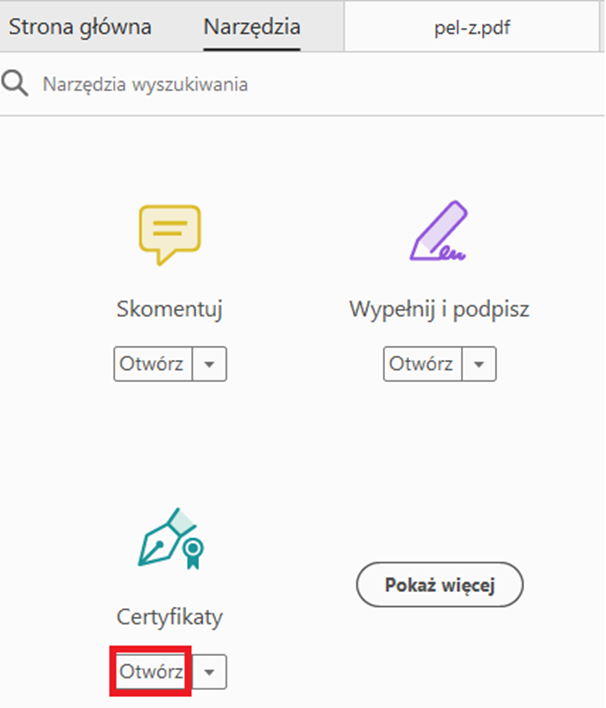 Strona główna Narzędzia pel-z.pdf
Narzędzia wyszukiwania
Skomentuj Wypełnij i podpisz
Otwórz Otwórz
Certyfikaty
Pokaż więcej
Otwórz